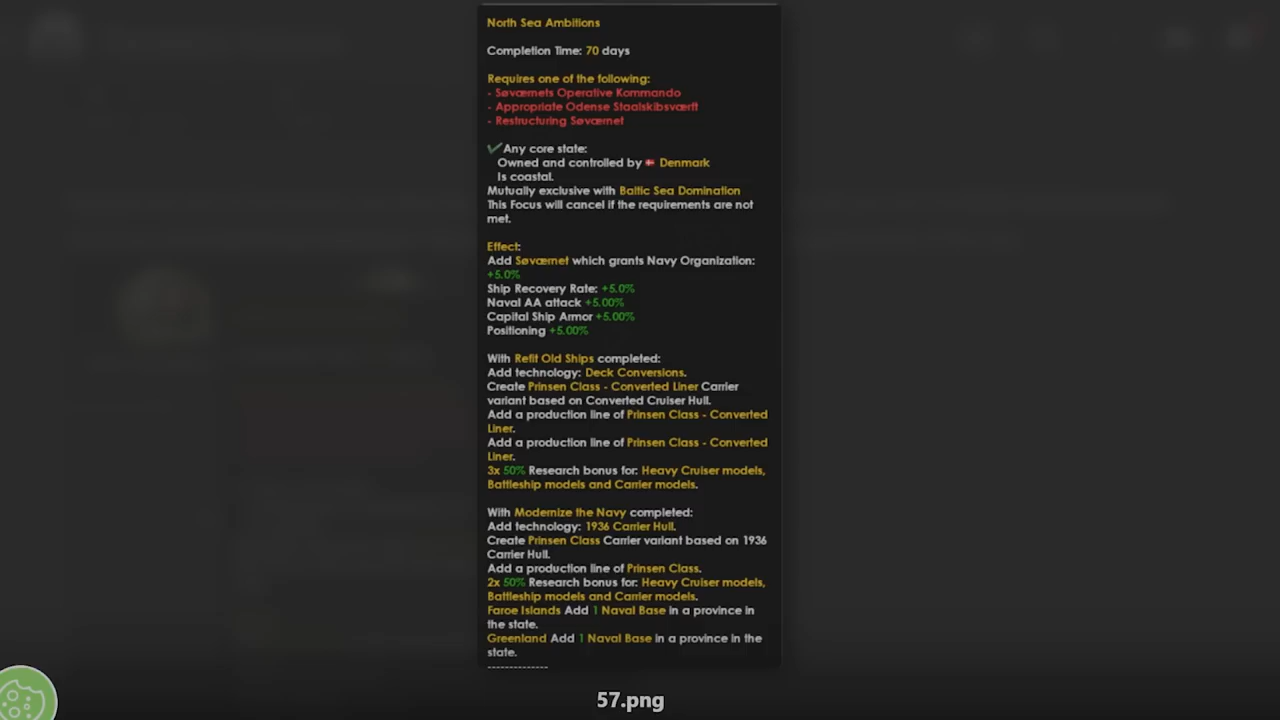 North Sea Ambitions
Completion Time: 70 days
Requires one of the following:
- Søværnets Operative Kommando
- Appropriate Odense Staalskibsværft
- Restructuring Søværnet
Any core state:
Owned and controlled by Denmark
Is coastal.
Mutually exclusive with Baltic Sea Domination
This Focus will cancel if the requirements are not
met.
Effect:
Add Søværnet which grants Navy Organization:
+5.0%
Ship Recovery Rate: +5.0%
Naval AA attack +5.00%
Capital Ship Armor +5.00%
Positioning +5.00%
With Refit Old Ships completed:
Add technology: Deck Conversions.
Create Prinsen Class - Converted Liner Carrier
variant based on Converted Cruiser Hull.
Add a production line of Prinsen Class - Converted
Liner.
Add a production line of Prinsen Class - Converted
Liner.
3x 50% Research bonus for: Heavy Cruiser models,
Battleship models and Carrier models.
With Modernize the Navy completed:
Add technology: 1936 Carrier Hull.
Create Prinsen Class Carrier variant based on 1936
Carrier Hull.
Add a production line of Prinsen Class.
2x 50% Research bonus for: Heavy Cruiser models,
Battleship models and Carrier models.
Faroe Islands Add 1 Naval Base in a province in
the state.
Greenland Add 1 Naval Base in a province in the
state.
--------------
57.png